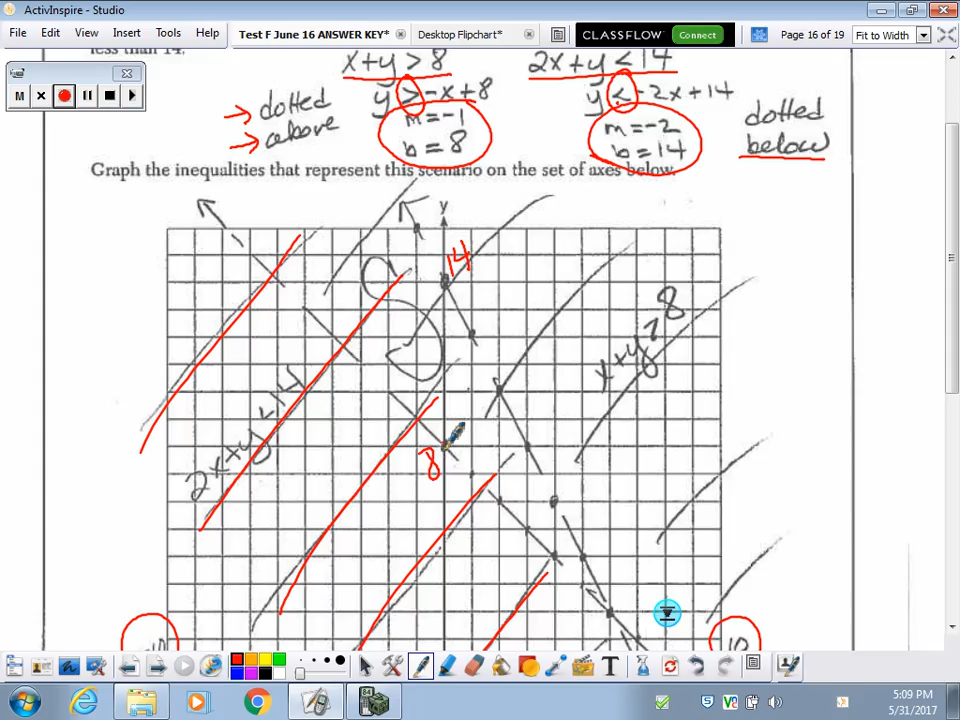 ActivInspire - Studio
File Edit View Insert Tools Help
Test F June 16 ANSWER KEY* × Desktop Flipchart* ×
CLASSFLOW Connect
Page 16 of 19
Fit to Width
less than 14.
M
x+y > 8
2x+y < 14
→ dotted
→ above
y > -x+8
m = -1
b = 8
y < -2x+14
m = -2
b = 14
dotted
below
Graph the inequalities that represent this scenario on the set of axes below.
y
14
S
x+y>8
2x+y<14
8
-10
10
T
5:09 PM
5/31/2017